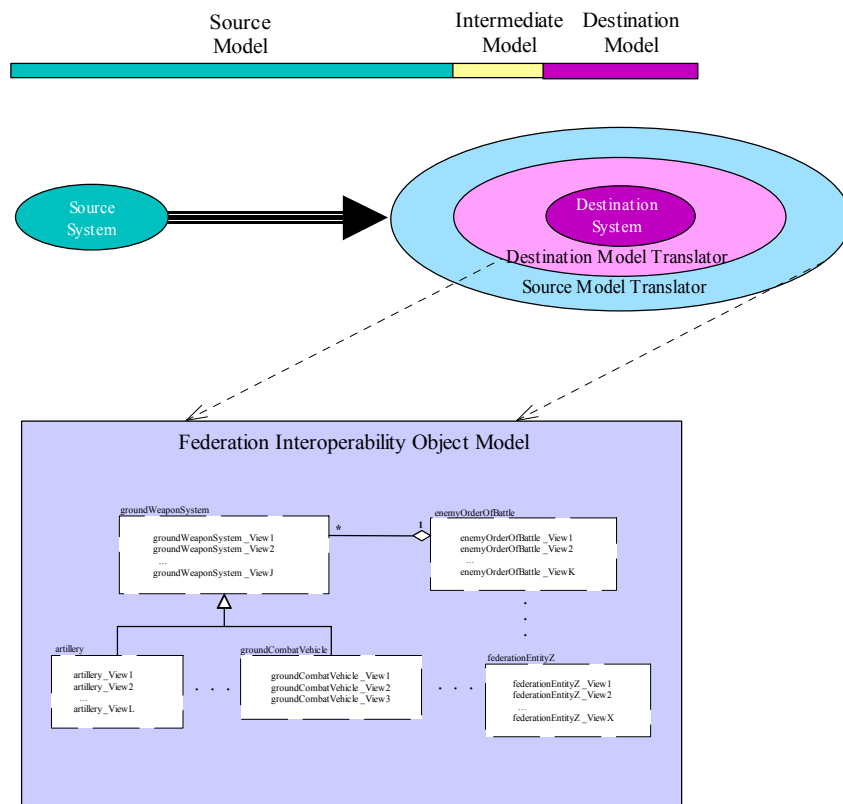 Source
Model
Intermediate
Model
Destination
Model
Source
System
Destination
System
Destination Model Translator
Source Model Translator
Federation Interoperability Object Model
groundWeaponSystem
groundWeaponSystem _View1
groundWeaponSystem _View2
...
groundWeaponSystem _ViewJ
*
1
enemyOrderOfBattle
enemyOrderOfBattle _View1
enemyOrderOfBattle _View2
...
enemyOrderOfBattle _ViewK
artillery
artillery _View1
artillery _View2
...
artillery _ViewL
. . .
groundCombatVehicle
groundCombatVehicle _View1
groundCombatVehicle _View2
groundCombatVehicle _View3
. . .
federationEntityZ
federationEntityZ _View1
federationEntityZ _View2
...
federationEntityZ _ViewX